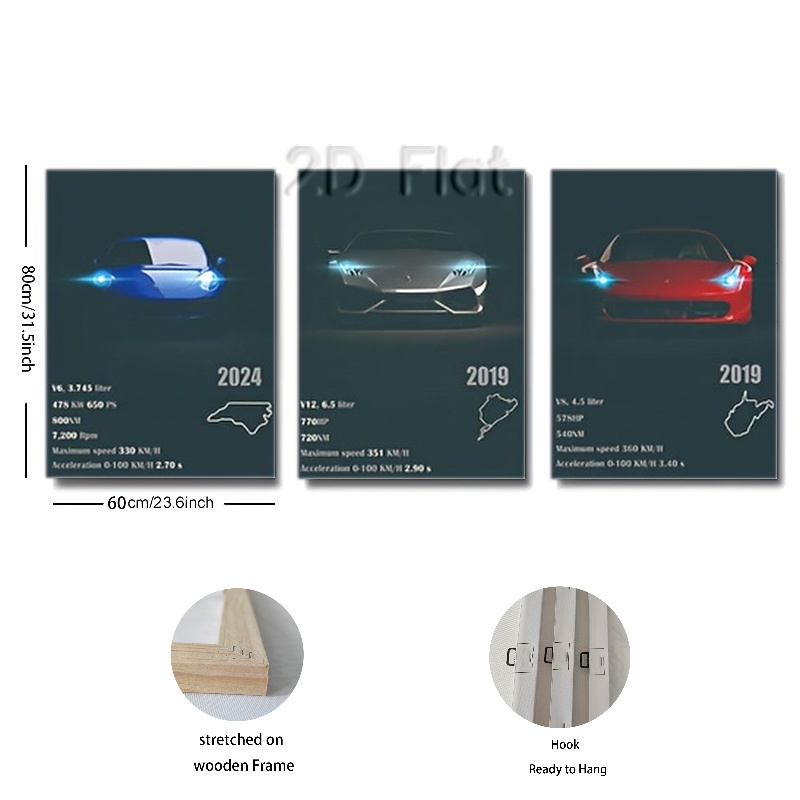 2D Flat
80cm/31.5inch
2024
V6, 3.745 liter
478 KW 650 PS
800NM
7,200 Rpm
Maximum speed 330 KM/H
Acceleration 0-100 KM/H 2.70 s
2019
V12, 6.5 liter
770HP
720NM
Maximum speed 351 KM/H
Acceleration 0-100 KM/H 2.90 s
2019
V8, 4.5 liter
578HP
540NM
Maximum speed 360 KM/H
Acceleration 0-100 KM/H 3.40 s
60cm/23.6inch
stretched on
wooden Frame
Hook
Ready to Hang